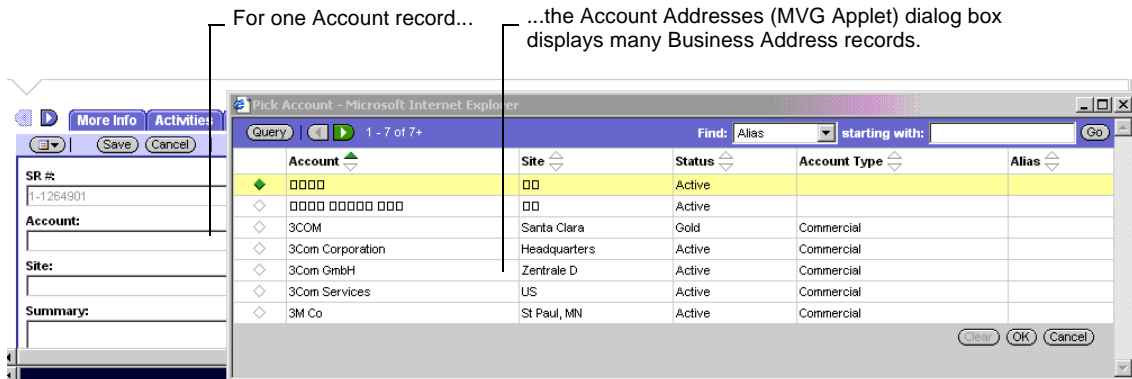 For one Account record...
...the Account Addresses (MVG Applet) dialog box
displays many Business Address records.
Pick Account - Microsoft Internet Explorer
More Info Activities
Query 1 - 7 of 7+ Find: Alias starting with: Go
Save Cancel
Account Site Status Account Type Alias
SR #:
□□□□ □□ Active
1-1264901
□□□□ □□□□□ □□□ □□ Active
Account:
3COM Santa Clara Gold Commercial
3Com Corporation Headquarters Active Commercial
Site:
3Com GmbH Zentrale D Active Commercial
3Com Services US Active Commercial
Summary:
3M Co St Paul, MN Active Commercial
Clear OK Cancel